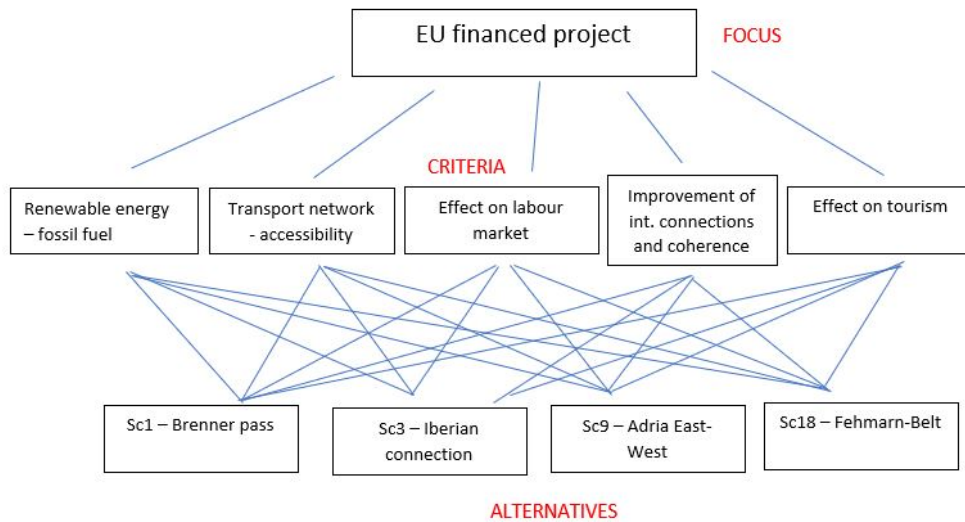 EU financed project
FOCUS
CRITERIA
Renewable energy
– fossil fuel
Transport network
- accessibility
Effect on labour
market
Improvement of
int. connections
and coherence
Effect on tourism
Sc1 – Brenner pass
Sc3 – Iberian
connection
Sc9 – Adria East-
West
Sc18 – Fehmarn-Belt
ALTERNATIVES